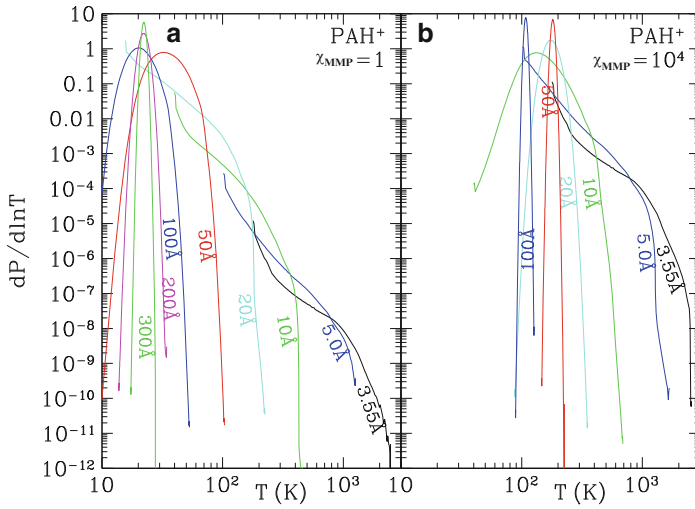 a PAH⁺
χMMP=1
b PAH⁺
χMMP=10⁴
dP/dlnT
10
1
0.1
0.01
10⁻³
10⁻⁴
10⁻⁵
10⁻⁶
10⁻⁷
10⁻⁸
10⁻⁹
10⁻¹⁰
10⁻¹¹
10⁻¹²
300Å
200Å
100Å
50Å
20Å
10Å
5.0Å
3.55Å
100Å
50Å
20Å
10Å
5.0Å
3.55Å
10 10² 10³ 10² 10³
T (K) T (K)